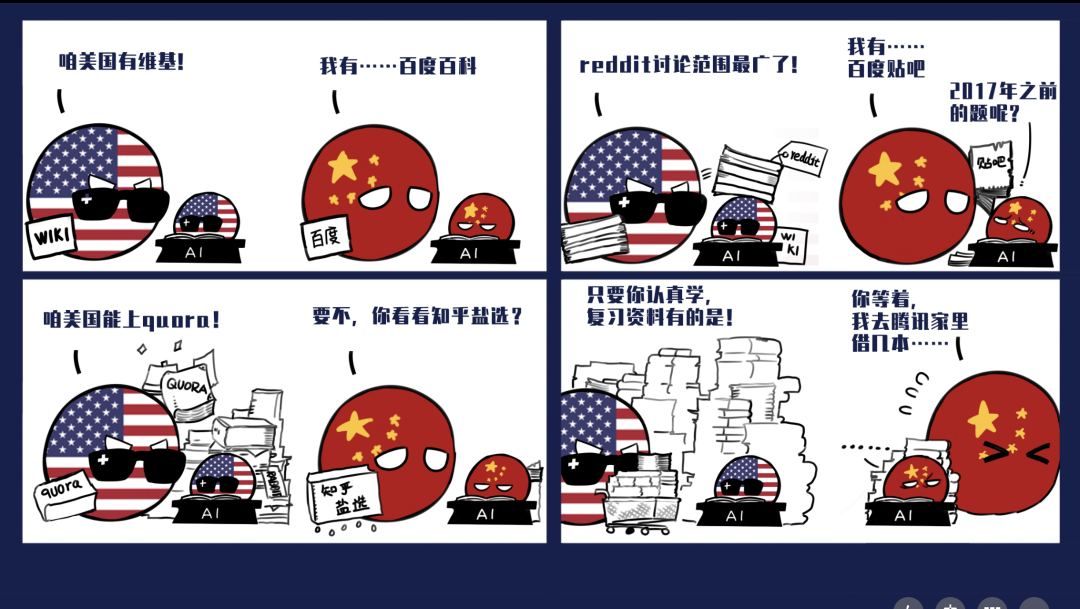 咱美国有维基!
WIKI
AI
我有……百度百科
百度
AI
reddit讨论范围最广了!
reddit
WI
KI
AI
我有……
百度贴吧
2017年之前
的题呢?
贴吧
AI
咱美国能上quora!
QUORA
quora
AI
要不,你看看知乎盐选?
知乎
盐选
AI
只要你认真学,
复习资料有的是!
AI
你等着,
我去腾讯家里
借几本……
AI